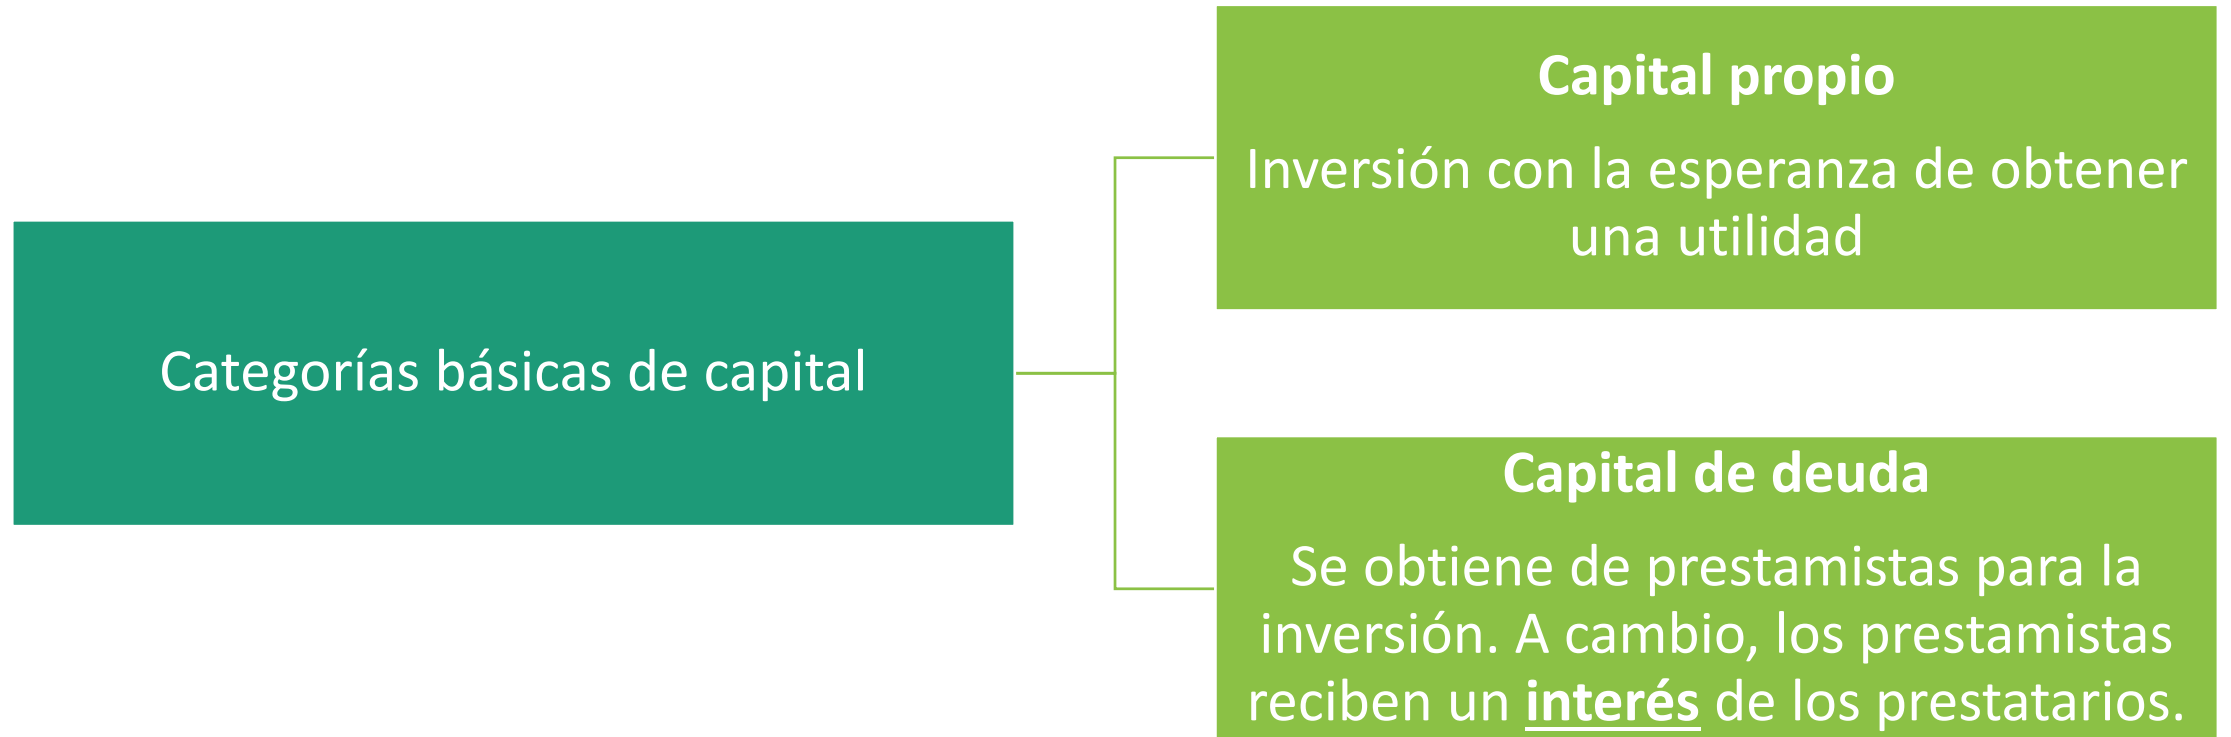 Categorías básicas de capital
Capital propio
Inversión con la esperanza de obtener
una utilidad
Capital de deuda
Se obtiene de prestamistas para la
inversión. A cambio, los prestamistas
reciben un interés de los prestatarios.